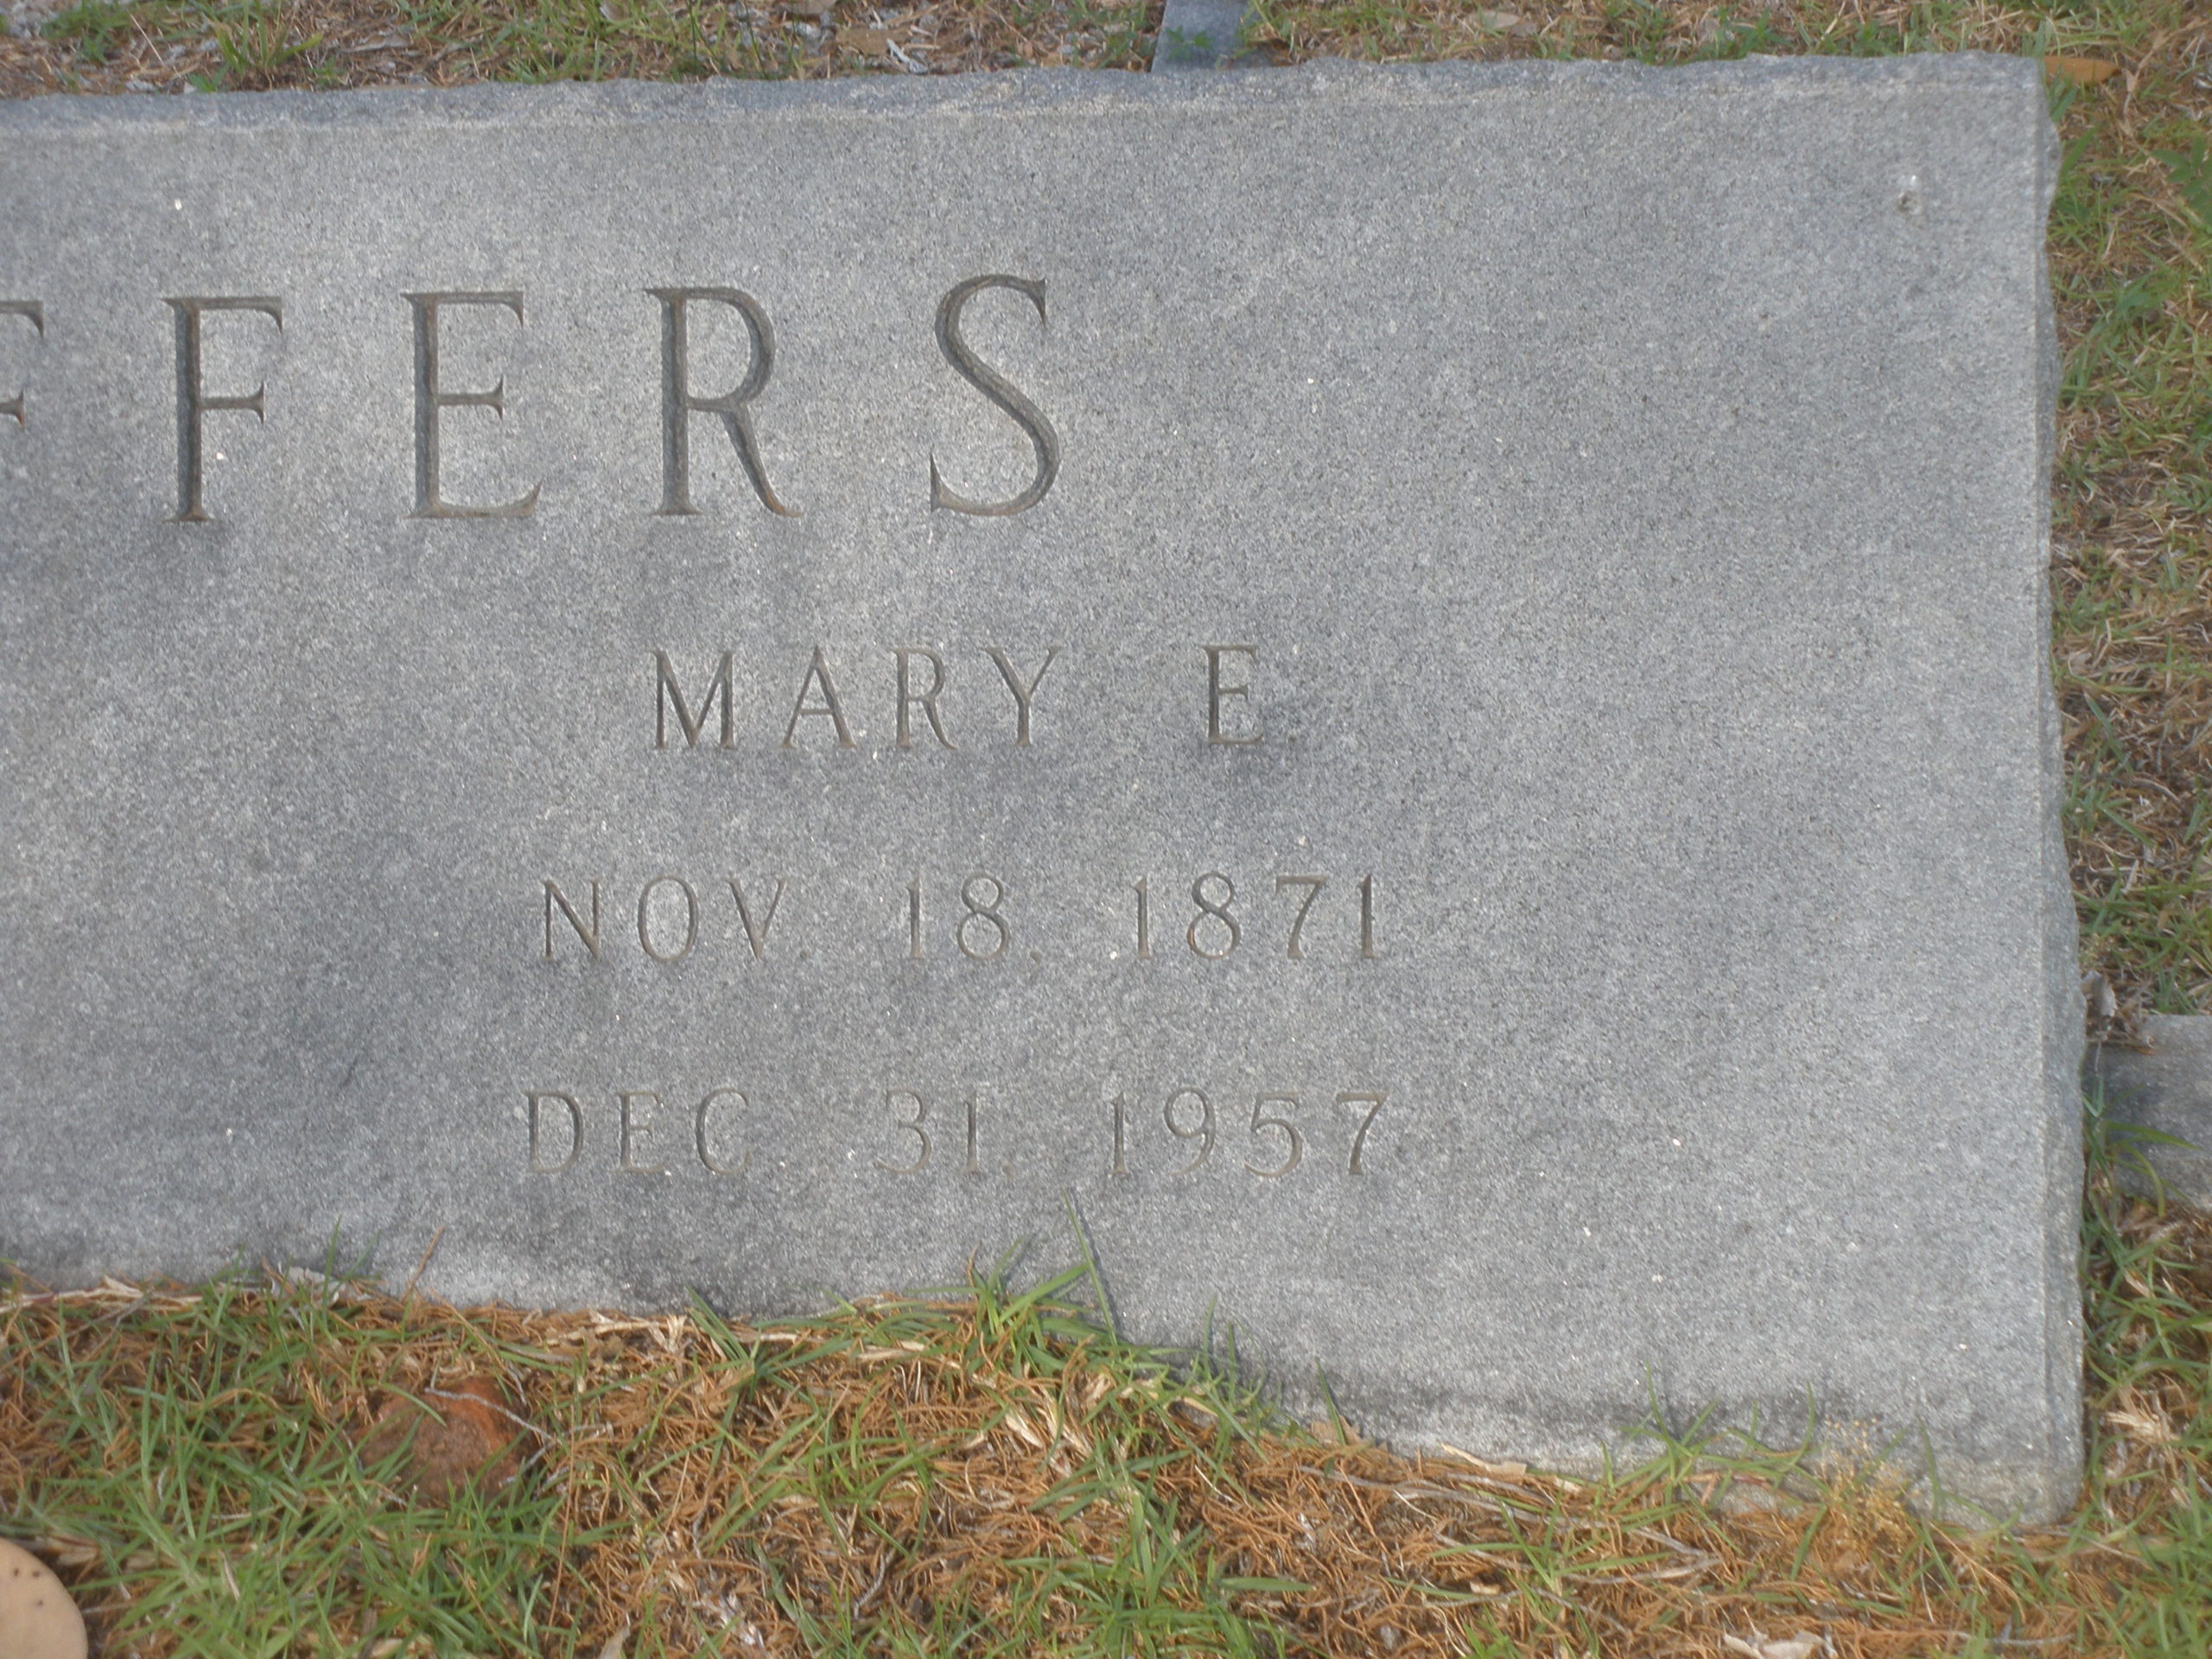 FFERS
MARY E.
NOV 18, 1871
DEC 31, 1957